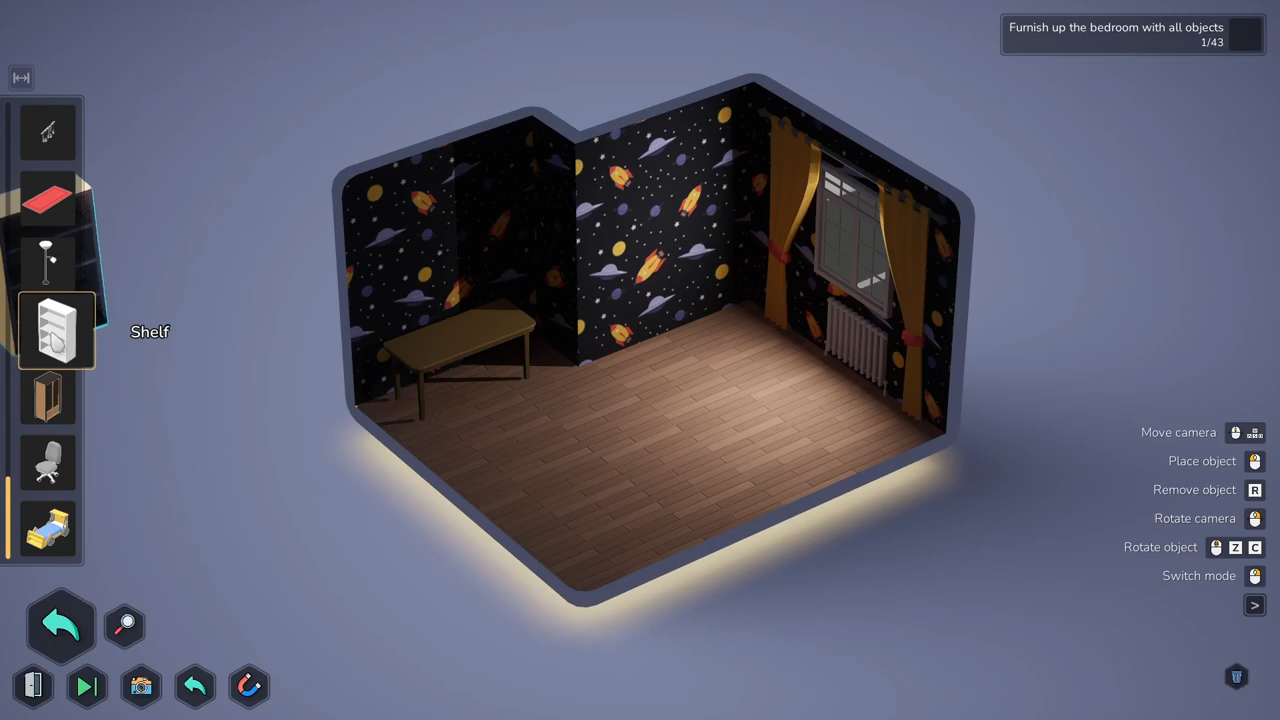 Furnish up the bedroom with all objects
1/43
Shelf
Move camera
Place object
Remove object R
Rotate camera
Rotate object Z C
Switch mode
>